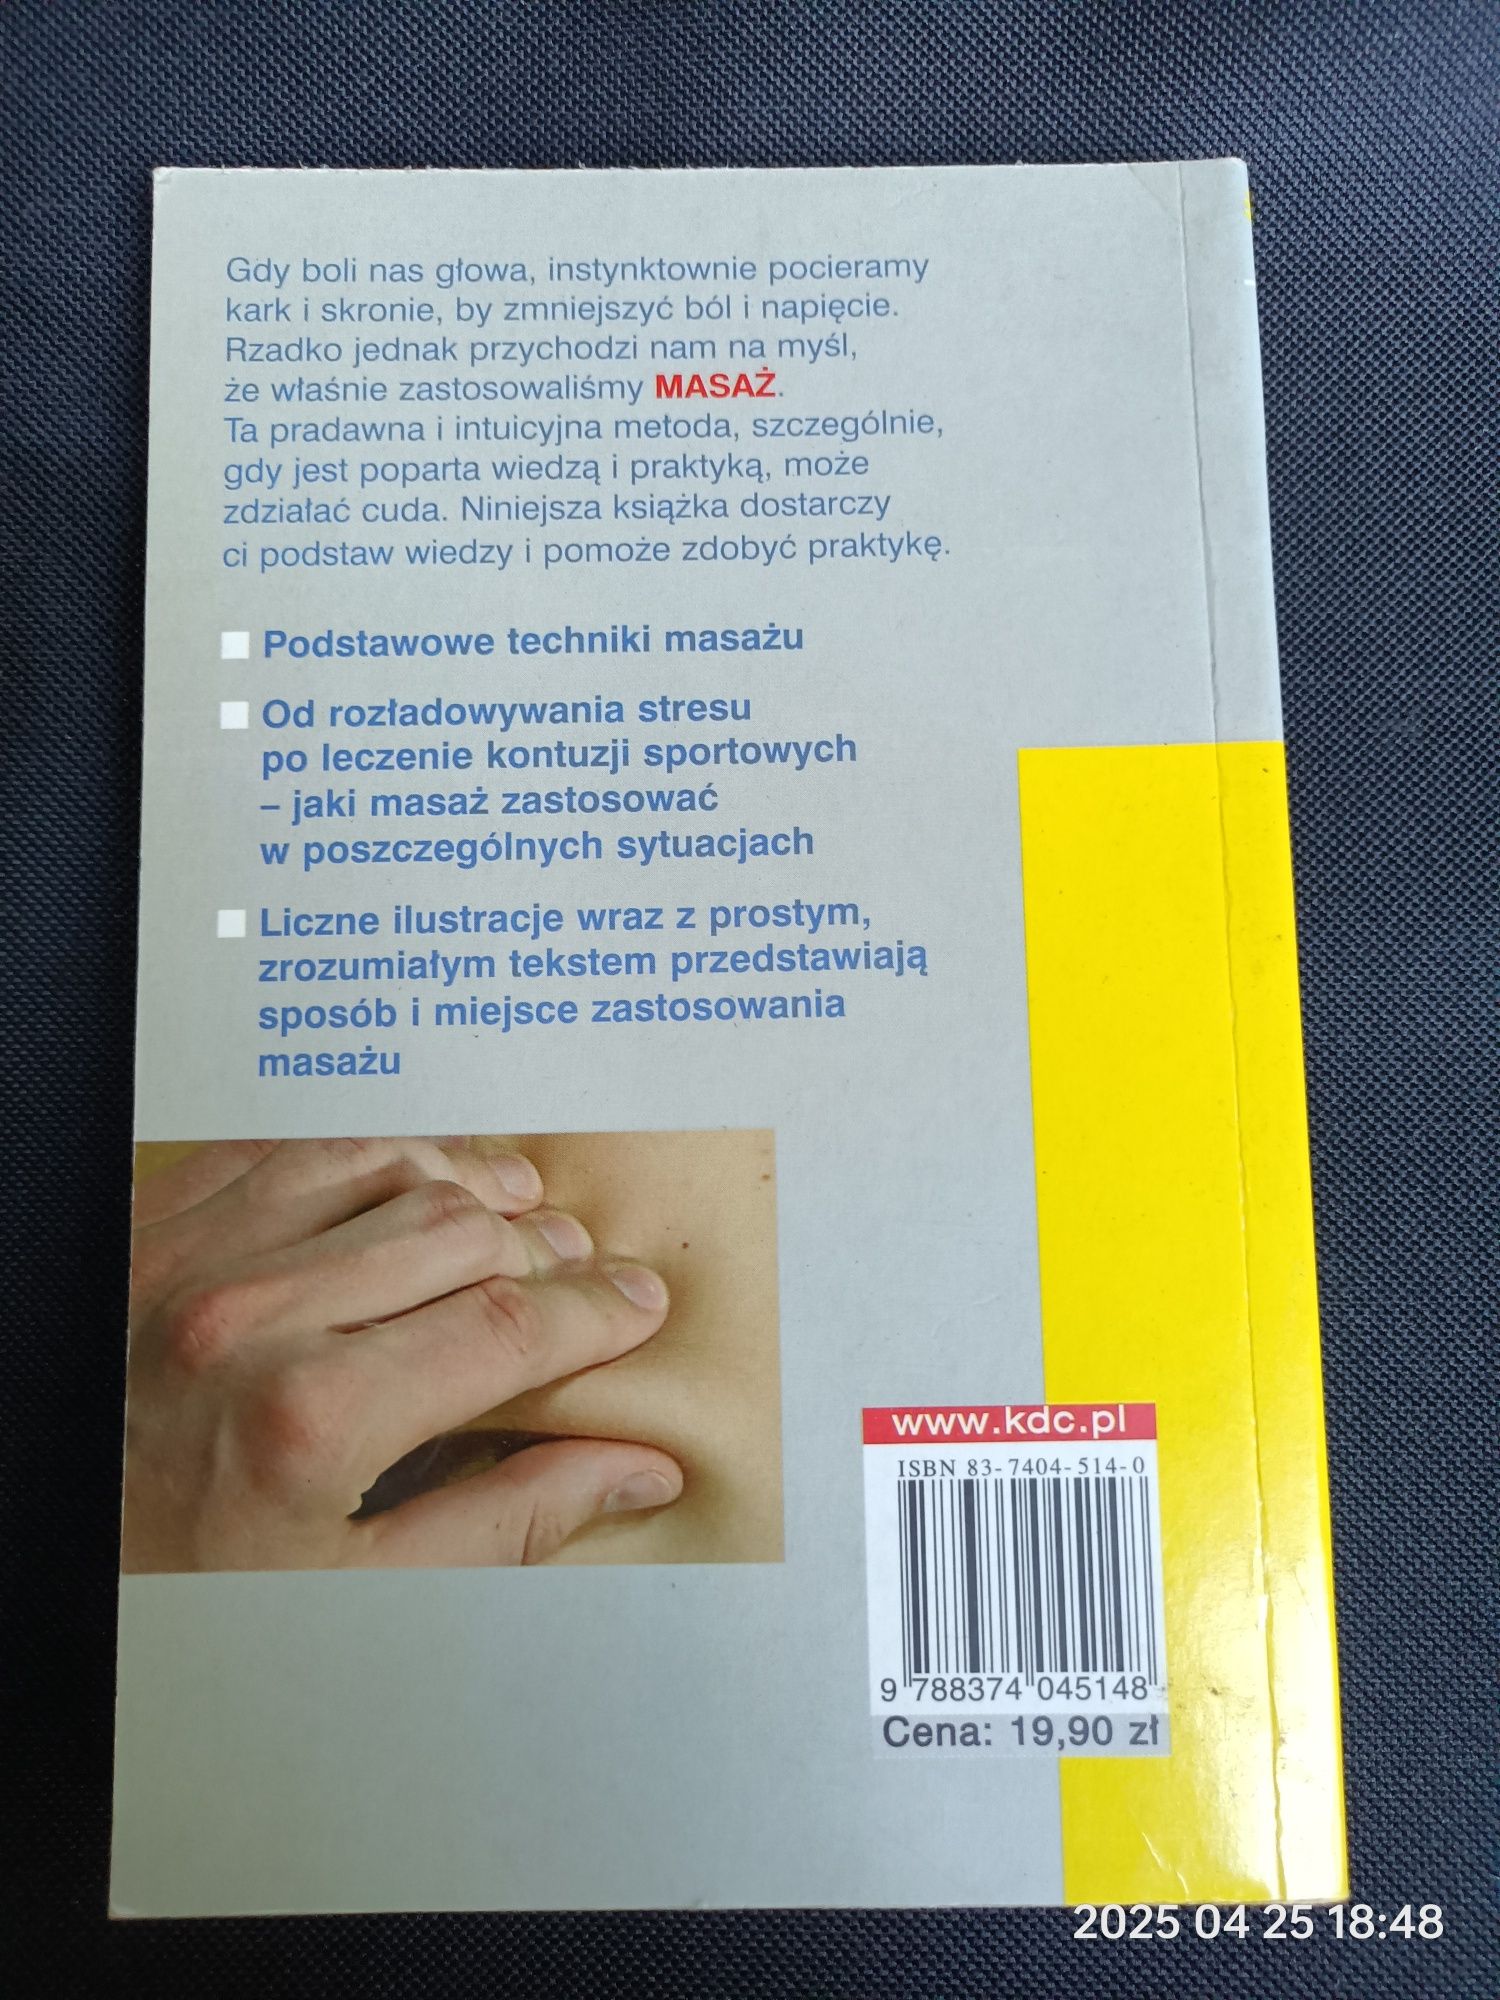 Gdy boli nas głowa, instynktownie pocieramy
kark i skronie, by zmniejszyć ból i napięcie.
Rzadko jednak przychodzi nam na myśl,
że właśnie zastosowaliśmy MASAŻ.
Ta pradawna i intuicyjna metoda, szczególnie,
gdy jest poparta wiedzą i praktyką, może
zdziałać cuda. Niniejsza książka dostarczy
ci podstaw wiedzy i pomoże zdobyć praktykę.
Podstawowe techniki masażu
Od rozładowywania stresu
po leczenie kontuzji sportowych
– jaki masaż zastosować
w poszczególnych sytuacjach
Liczne ilustracje wraz z prostym,
zrozumiałym tekstem przedstawiają
sposób i miejsce zastosowania
masażu
www.kdc.pl
ISBN 83-7404-514-0
9 788374 045148
Cena: 19,90 zł
2025 04 25 18:48